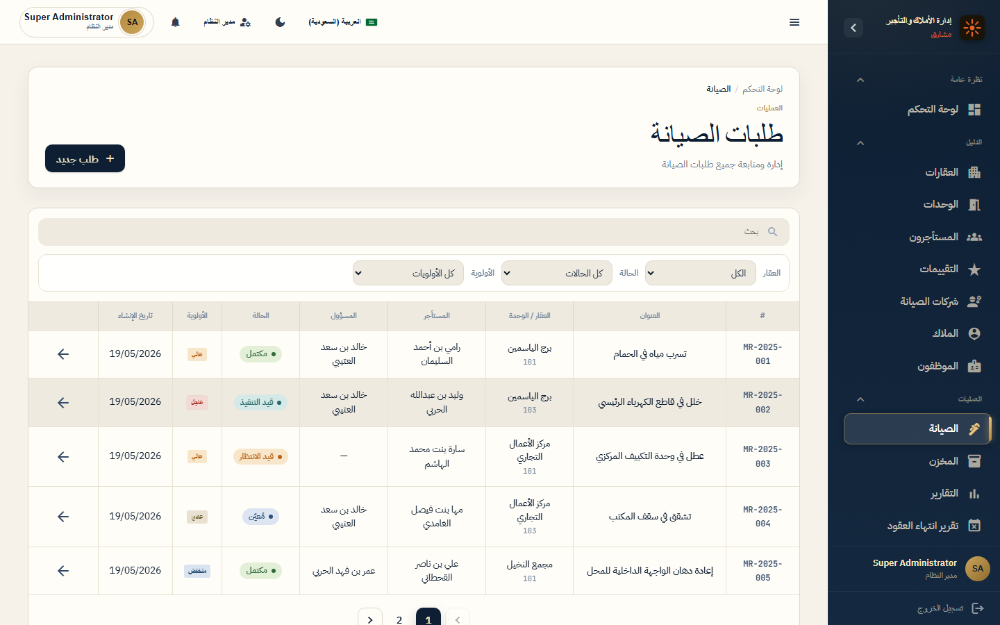 إدارة الأملاك والتأجير
مشارق
نظرة عامة
لوحة التحكم
الدليل
العقارات
الوحدات
المستأجرون
التقييمات
شركات الصيانة
الملاك
الموظفون
العمليات
الصيانة
المخزن
التقارير
تقرير انتهاء العقود
SA
Super Administrator
مدير النظام
تسجيل الخروج
العربية (السعودية)
مدير النظام
SA
Super Administrator
مدير النظام
لوحة التحكم / الصيانة
العمليات
طلبات الصيانة
إدارة ومتابعة جميع طلبات الصيانة
+ طلب جديد
بحث
العقار الكل الحالة كل الحالات الأولوية كل الأولويات
# العنوان العقار / الوحدة المستأجر المسؤول الحالة الأولوية تاريخ الإنشاء
MR-2025-001 تسرب مياه في الحمام برج الياسمين 101 رامي بن أحمد السليمان خالد بن سعد العتيبي مكتمل عالي 19/05/2026
MR-2025-002 خلل في قاطع الكهرباء الرئيسي برج الياسمين 103 وليد بن عبدالله الحربي خالد بن سعد العتيبي قيد التنفيذ عاجل 19/05/2026
MR-2025-003 عطل في وحدة التكييف المركزي مركز الأعمال التجاري 101 سارة بنت محمد الهاشم — قيد الانتظار عالي 19/05/2026
MR-2025-004 تشقق في سقف المكتب مركز الأعمال التجاري 103 مها بنت فيصل الغامدي خالد بن سعد العتيبي مُعيّن عادي 19/05/2026
MR-2025-005 إعادة دهان الواجهة الداخلية للمحل مجمع النخيل 101 علي بن ناصر القحطاني عمر بن فهد الحربي مكتمل منخفض 19/05/2026
1 2